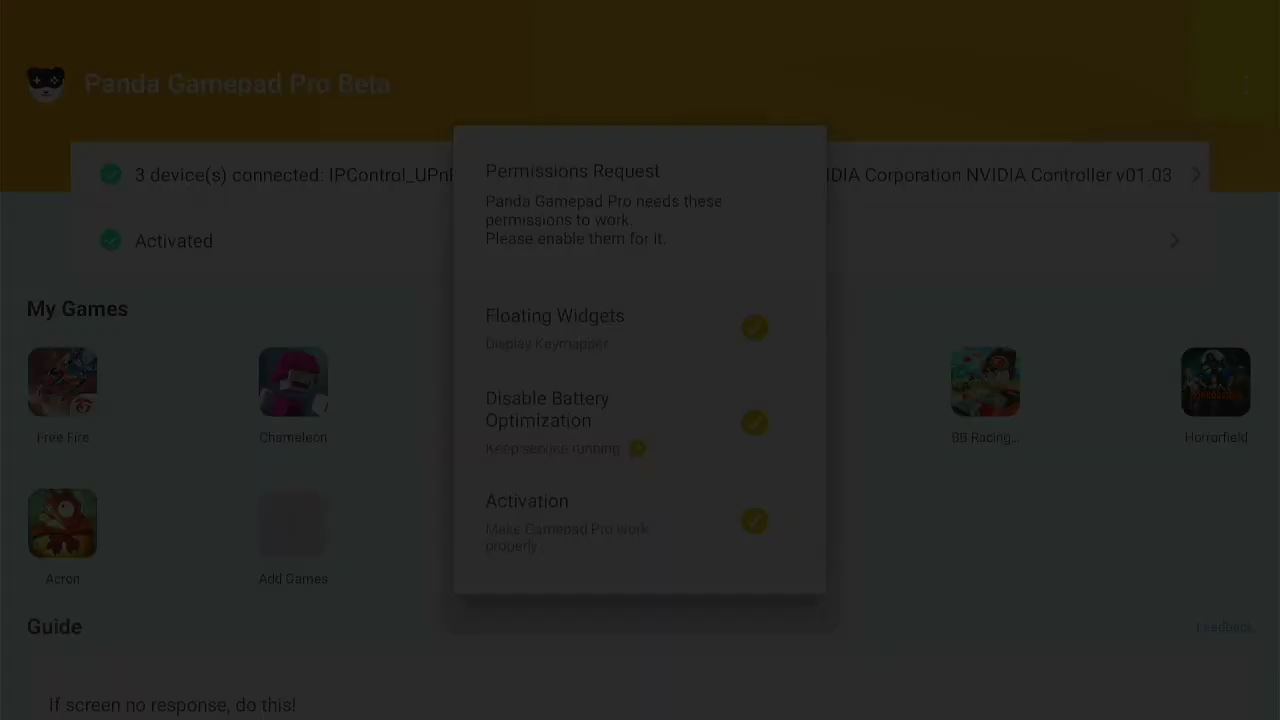 Panda Gamepad Pro Beta
3 device(s) connected: IPControl_UPnP
IDIA Corporation NVIDIA Controller v01.03
Activated
Permissions Request
Panda Gamepad Pro needs these
permissions to work.
Please enable them for it.
Floating Widgets
Display Keymapper
Disable Battery
Optimization
Keep service running
Activation
Make Gamepad Pro work
properly
My Games
Free Fire
Chameleon
BB Racing...
Horrorfield
Acron
Add Games
Guide
Feedback
If screen no response, do this!